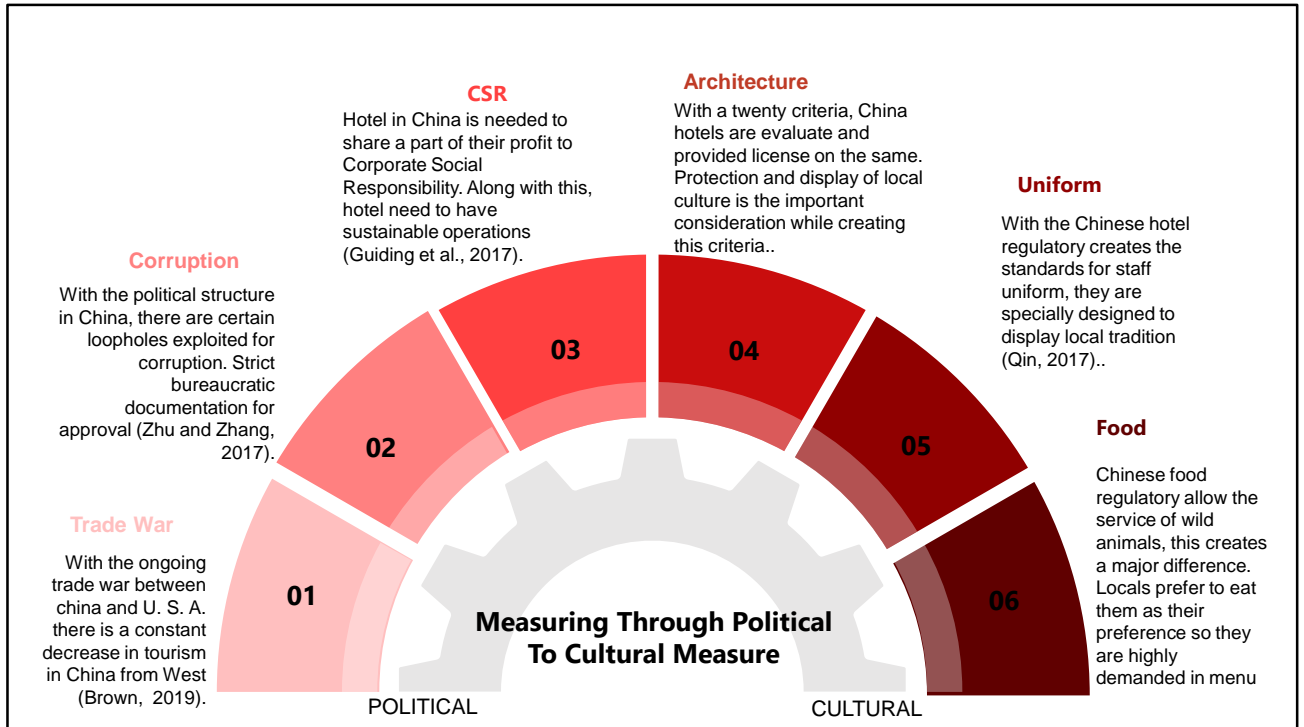 Trade War
With the ongoing
trade war between
china and U. S. A.
there is a constant
decrease in tourism
in China from West
(Brown, 2019).
01
Corruption
With the political structure
in China, there are certain
loopholes exploited for
corruption. Strict
bureaucratic
documentation for
approval (Zhu and Zhang,
2017).
02
CSR
Hotel in China is needed to
share a part of their profit to
Corporate Social
Responsibility. Along with this,
hotel need to have
sustainable operations
(Guiding et al., 2017).
03
Architecture
With a twenty criteria, China
hotels are evaluate and
provided license on the same.
Protection and display of local
culture is the important
consideration while creating
this criteria..
04
Uniform
With the Chinese hotel
regulatory creates the
standards for staff
uniform, they are
specially designed to
display local tradition
(Qin, 2017)..
05
Food
Chinese food
regulatory allow the
service of wild
animals, this creates
a major difference.
Locals prefer to eat
them as their
preference so they
are highly
demanded in menu
06
Measuring Through Political
To Cultural Measure
POLITICAL
CULTURAL